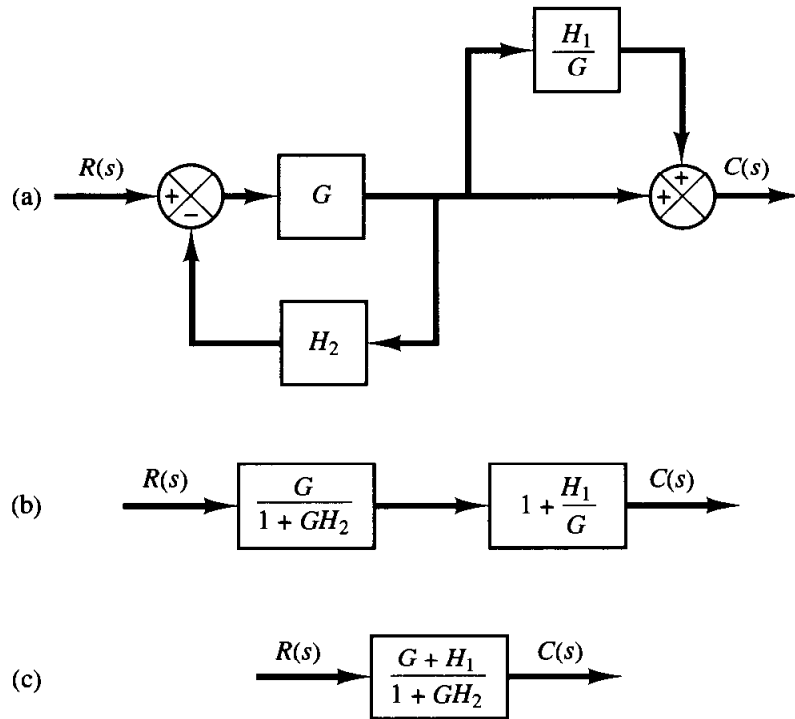 H₁
G
R(s)
C(s)
(a)
+
−
G
+
+
H₂
(b)
R(s)
G
1 + GH₂
1 + H₁
G
C(s)
(c)
R(s)
G + H₁
1 + GH₂
C(s)